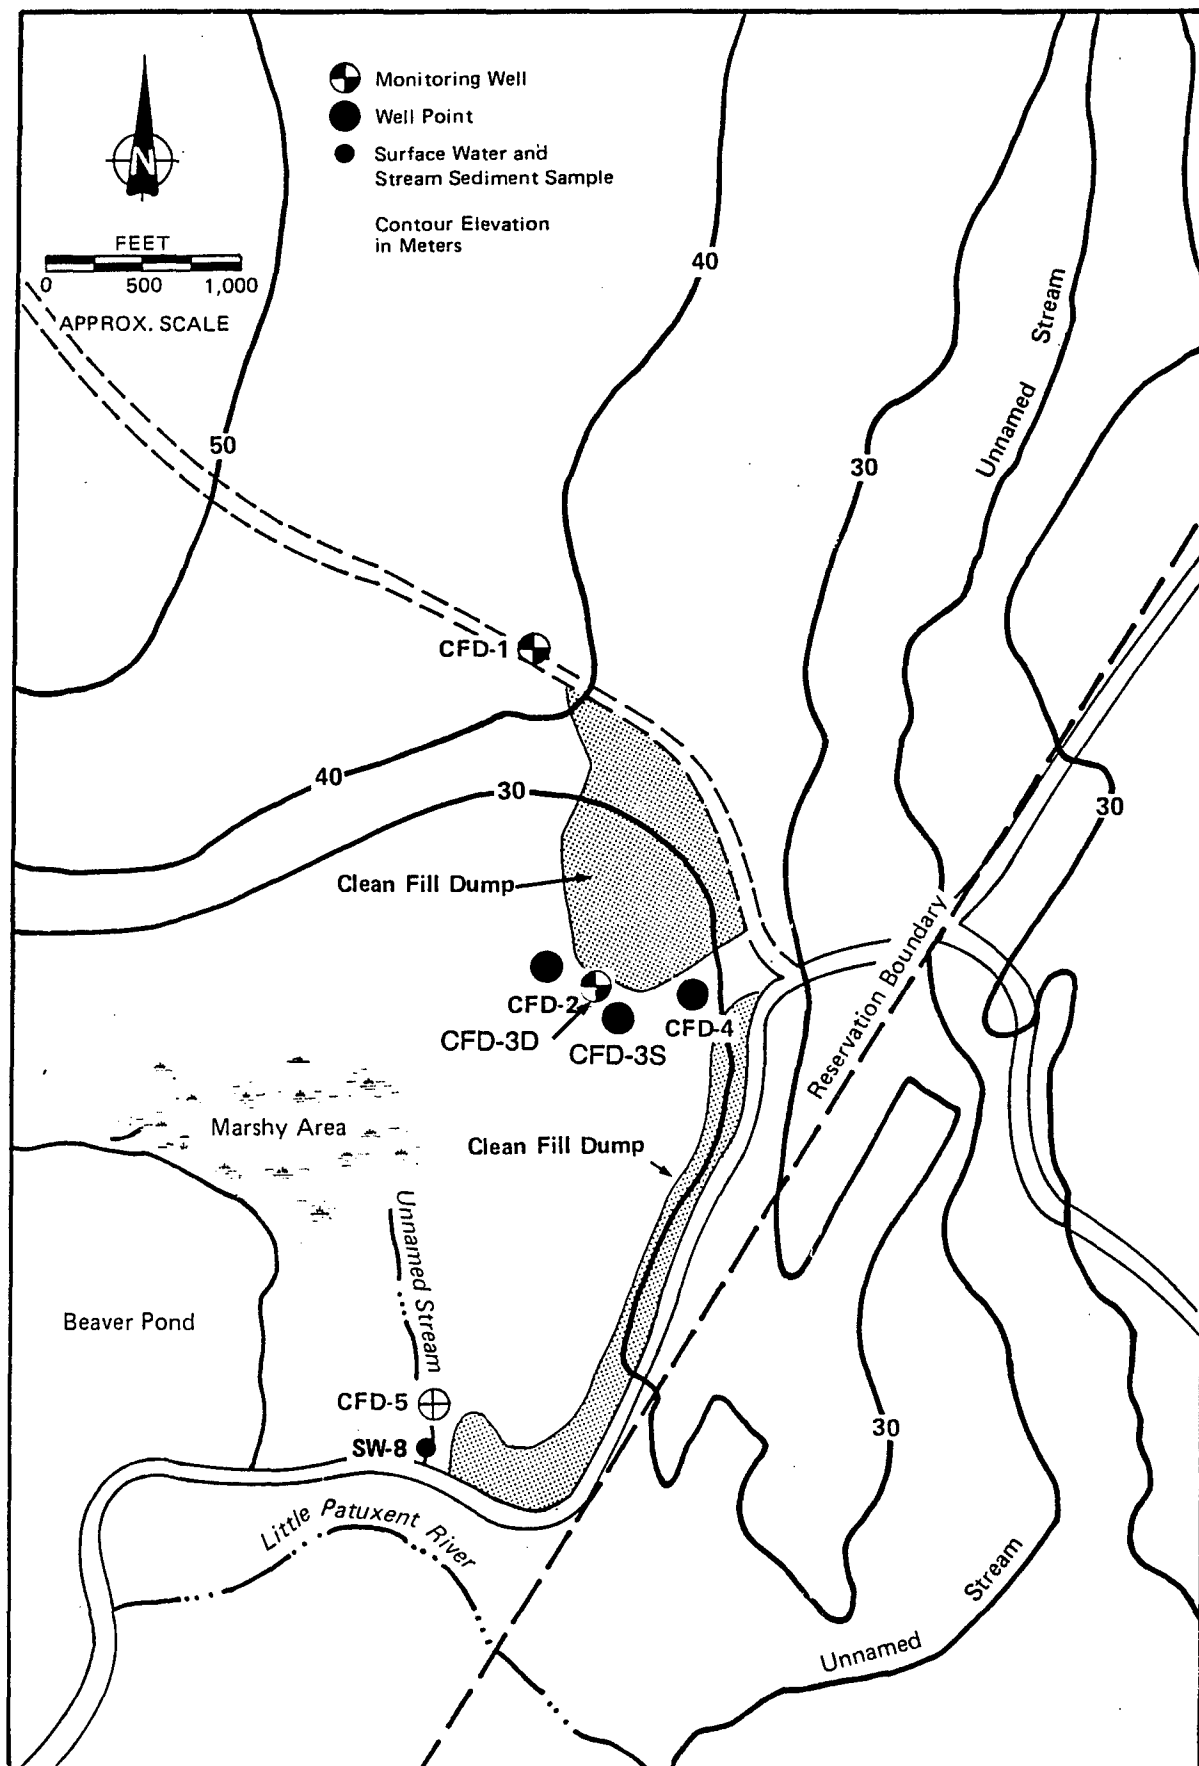 Monitoring Well
Well Point
Surface Water and
Stream Sediment Sample
Contour Elevation
in Meters
N
FEET
0 500 1,000
APPROX. SCALE
40
Unnamed Stream
50
30
CFD-1
40
30
30
Clean Fill Dump
Reservation Boundary
CFD-2
CFD-4
CFD-3D
CFD-3S
Marshy Area
Clean Fill Dump
Unnamed Stream
Beaver Pond
CFD-5
30
SW-8
Little Patuxent River
Unnamed Stream